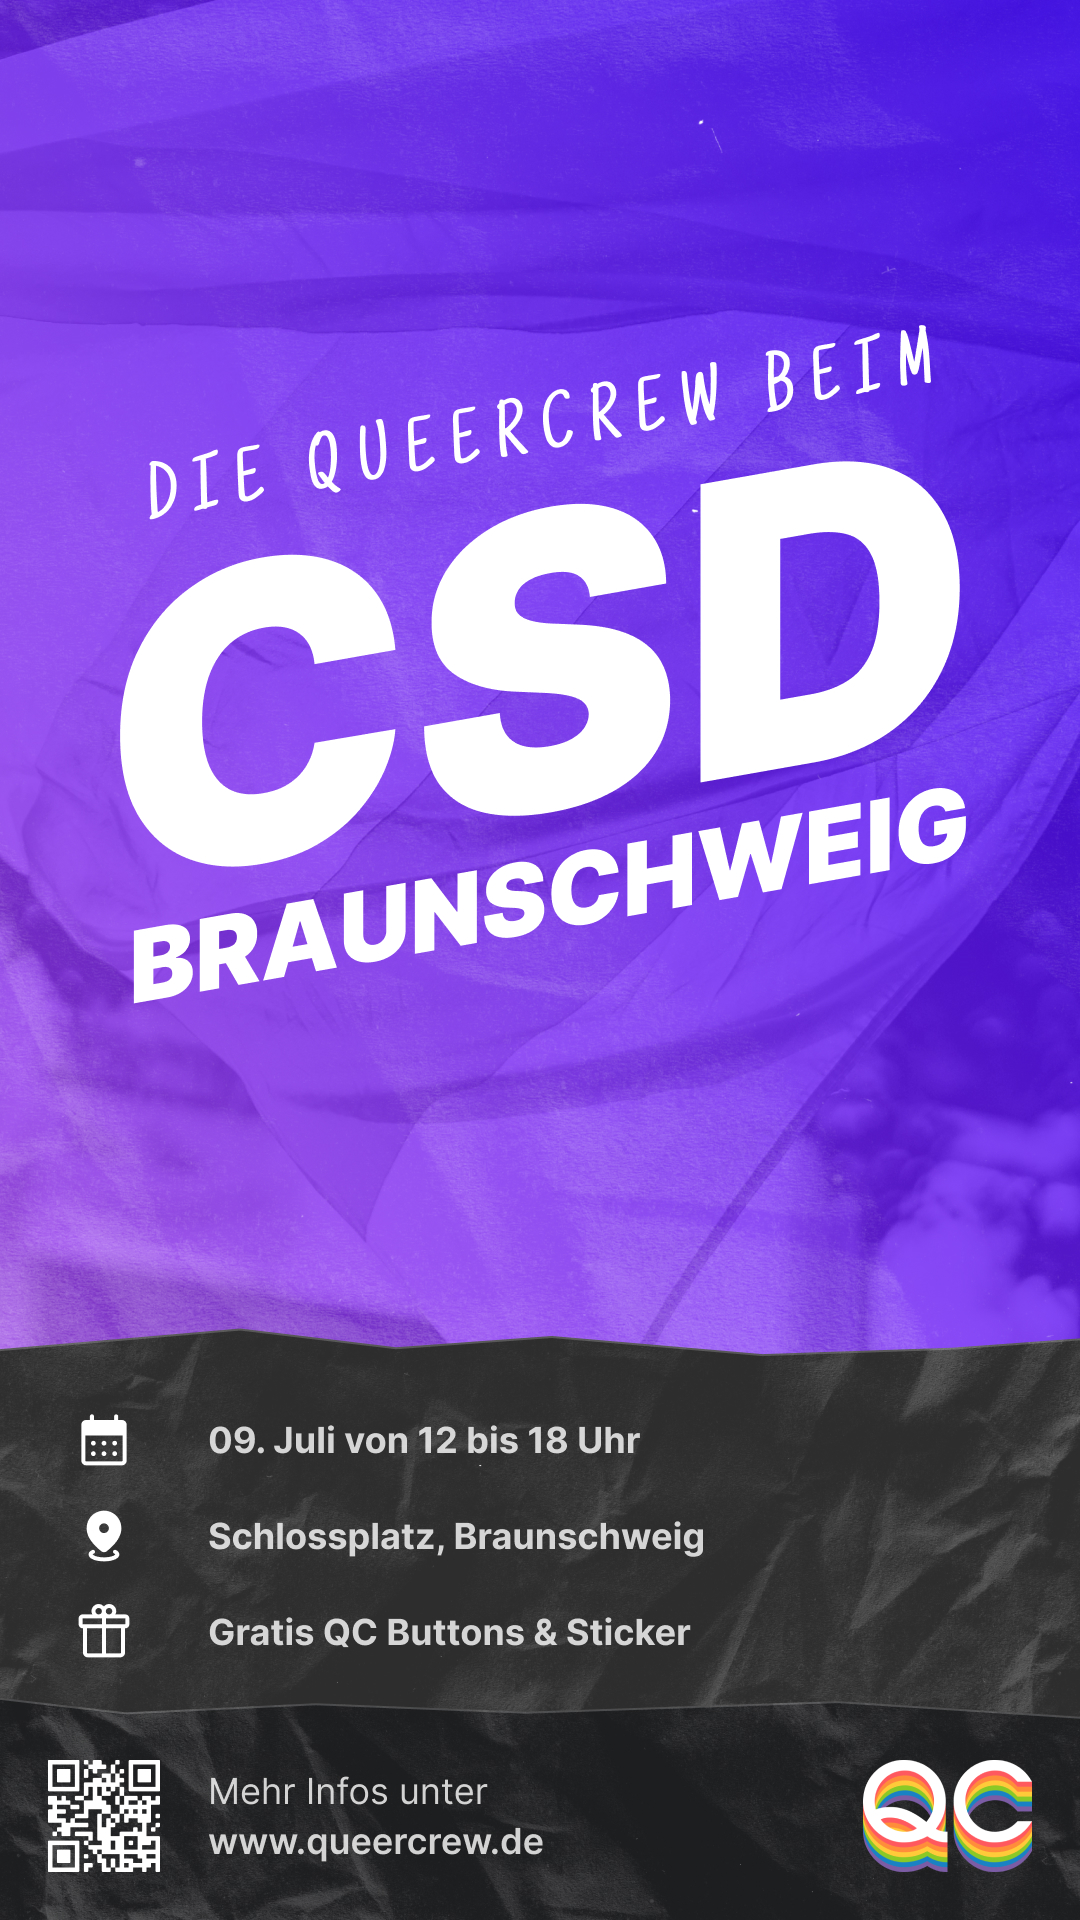 DIE QUEERCREW BEIM
CSD
BRAUNSCHWEIG
09. Juli von 12 bis 18 Uhr
Schlossplatz, Braunschweig
Gratis QC Buttons & Sticker
Mehr Infos unter
www.queercrew.de
QC